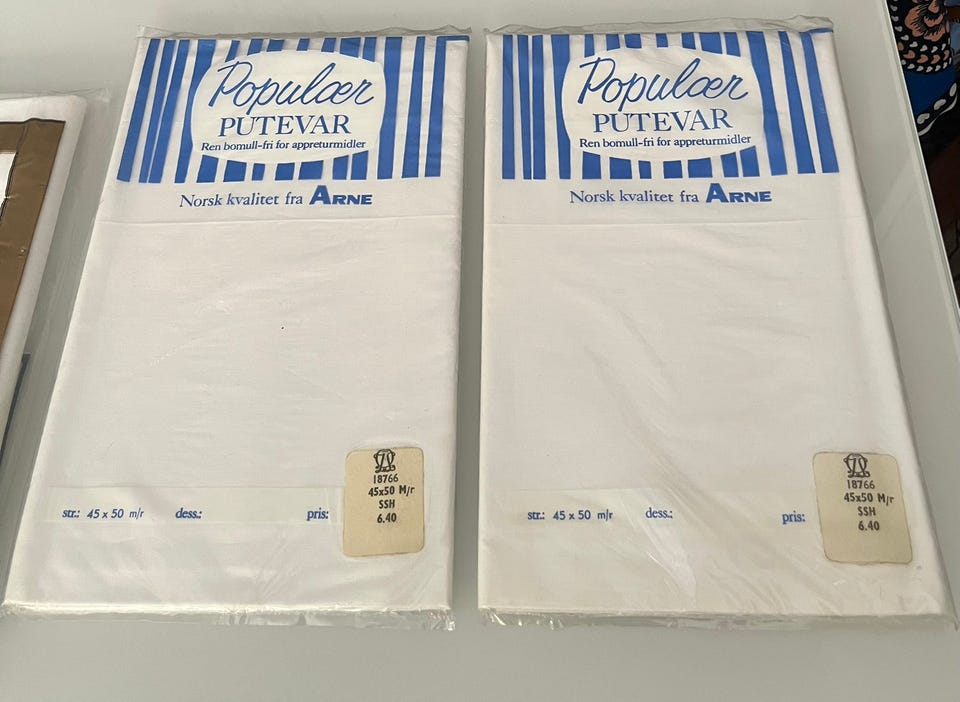 Populær
PUTEVAR
Ren bomull-fri for appreturmidler
Norsk kvalitet fra ARNE
18766
45x50 M/r
SSH
6.40
str.: 45 x 50 m/r dess.: pris:
Populær
PUTEVAR
Ren bomull-fri for appreturmidler
Norsk kvalitet fra ARNE
18766
45x50 M/r
SSH
6.40
str.: 45 x 50 m/r dess.: pris: